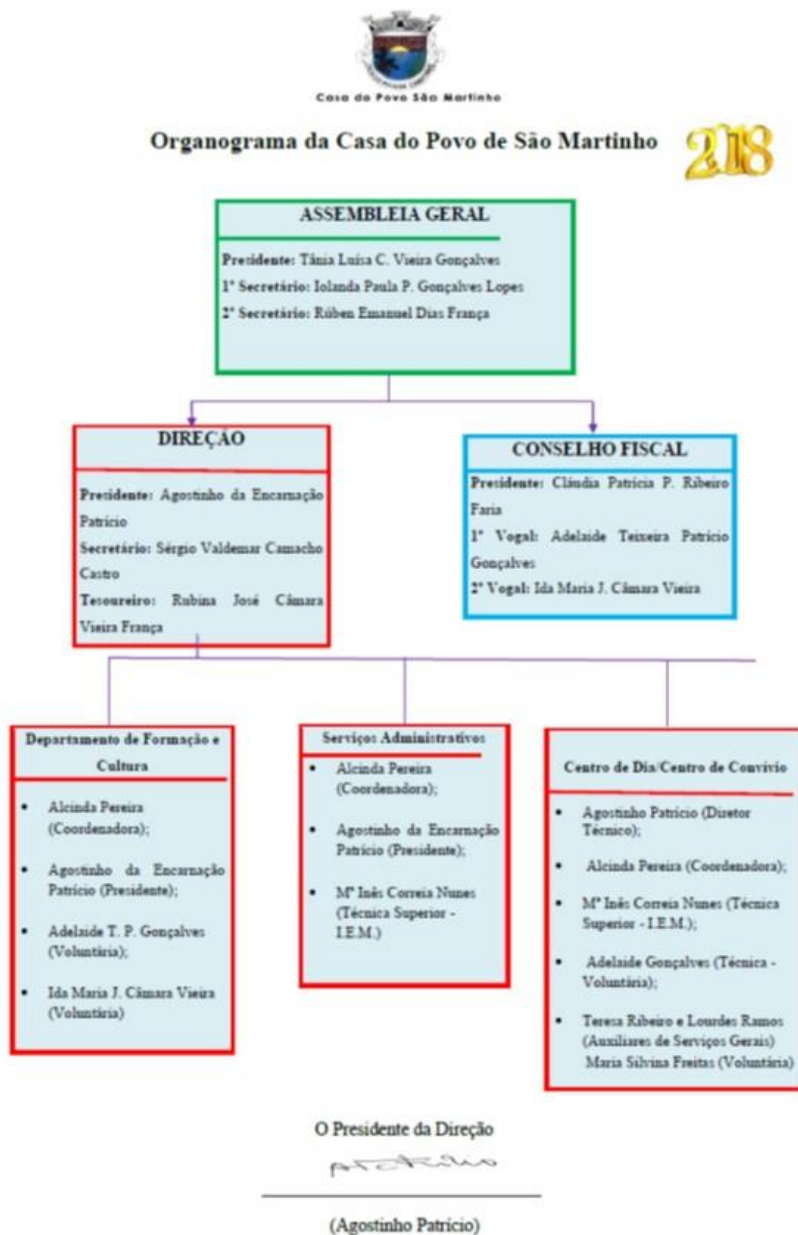 Casa do Povo São Martinho
Organograma da Casa do Povo de São Martinho
2018
ASSEMBLEIA GERAL
Presidente: Tânia Luísa C. Vieira Gonçalves
1º Secretário: Iolanda Paula P. Gonçalves Lopes
2º Secretário: Rúben Emanuel Dias França
DIREÇÃO
Presidente: Agostinho da Encarnação
Patrício
Secretário: Sérgio Valdemar Camacho
Castro
Tesoureiro: Rubina José Câmara
Vieira França
CONSELHO FISCAL
Presidente: Cláudia Patrícia P. Ribeiro
Faria
1º Vogal: Adelaide Teixeira Patrício
Gonçalves
2º Vogal: Ida Maria J. Câmara Vieira
Departamento de Formação e
Cultura
• Alcinda Pereira
(Coordenadora);
• Agostinho da Encarnação
Patrício (Presidente);
• Adelaide T. P. Gonçalves
(Voluntária);
• Ida Maria J. Câmara Vieira
(Voluntária)
Serviços Administrativos
• Alcinda Pereira
(Coordenadora);
• Agostinho da Encarnação
Patrício (Presidente);
• Mª Inês Correia Nunes
(Técnica Superior -
I.E.M.)
Centro de Dia/Centro de Convívio
• Agostinho Patrício (Diretor
Técnico);
• Alcinda Pereira (Coordenadora);
• Mª Inês Correia Nunes (Técnica
Superior - I.E.M.);
• Adelaide Gonçalves (Técnica -
Voluntária);
• Teresa Ribeiro e Lourdes Ramos
(Auxiliares de Serviços Gerais)
Maria Silvina Freitas (Voluntária)
O Presidente da Direção
(Agostinho Patrício)